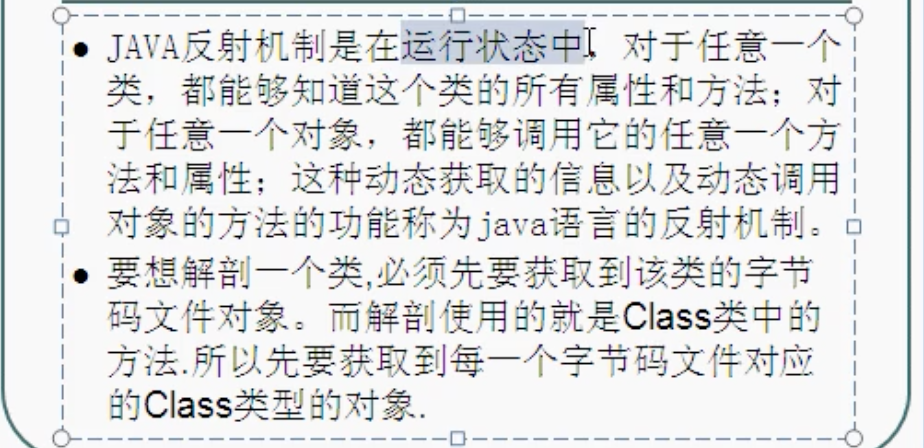 • JAVA反射机制是在运行状态中，对于任意一个
类，都能够知道这个类的所有属性和方法；对
于任意一个对象，都能够调用它的任意一个方
法和属性；这种动态获取的信息以及动态调用
对象的方法的功能称为java语言的反射机制。
• 要想解剖一个类,必须先要获取到该类的字节
码文件对象。而解剖使用的就是Class类中的
方法.所以先要获取到每一个字节码文件对应
的Class类型的对象.